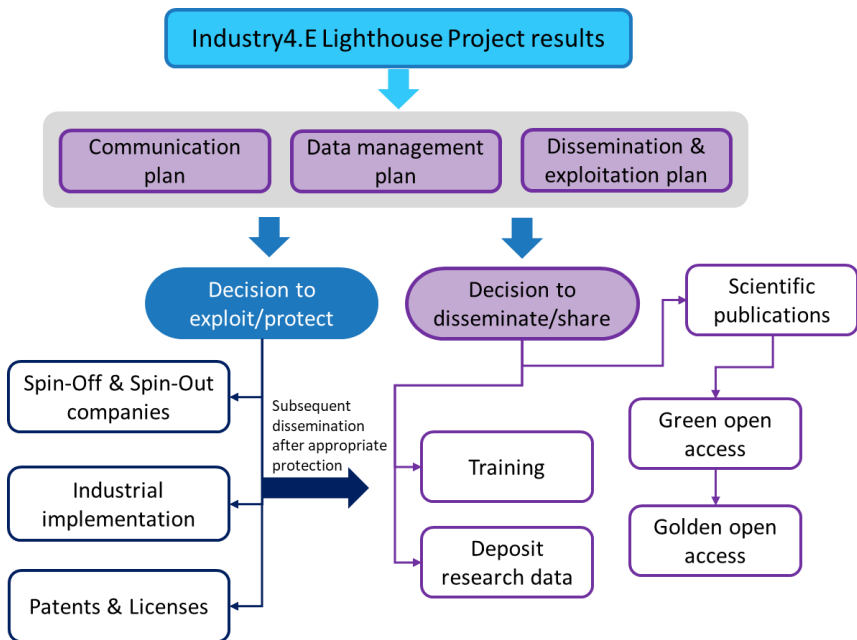 Industry4.E Lighthouse Project results
Communication
plan
Data management
plan
Dissemination &
exploitation plan
Decision to
exploit/protect
Decision to
disseminate/share
Scientific
publications
Spin-Off & Spin-Out
companies
Subsequent
dissemination
after appropriate
protection
Green open
access
Training
Industrial
implementation
Golden open
access
Deposit
research data
Patents & Licenses